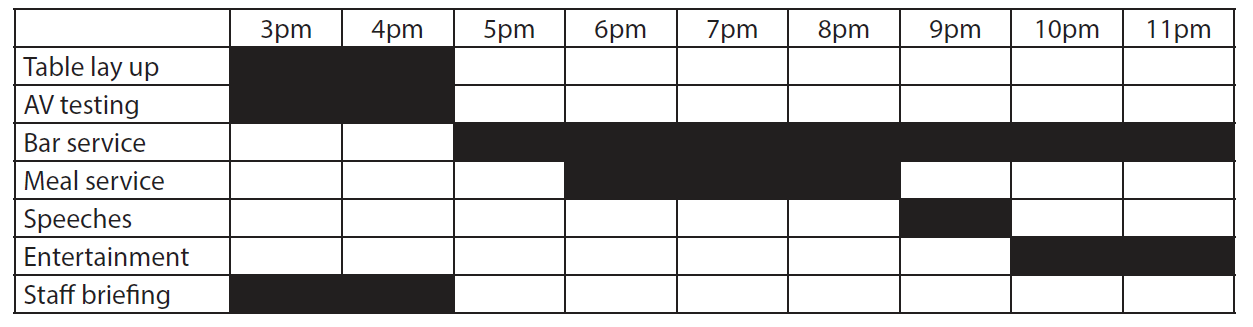 3pm 4pm 5pm 6pm 7pm 8pm 9pm 10pm 11pm
Table lay up
AV testing
Bar service
Meal service
Speeches
Entertainment
Staff briefing